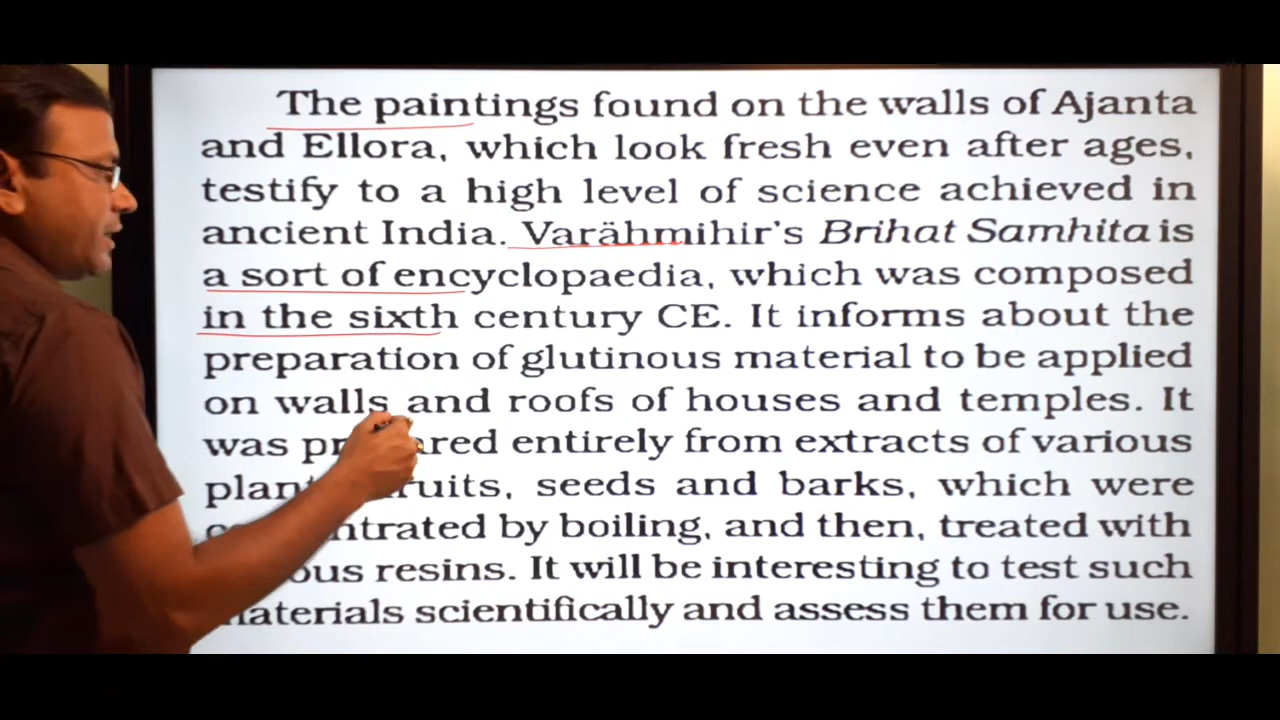 The paintings found on the walls of Ajanta
and Ellora, which look fresh even after ages,
testify to a high level of science achieved in
ancient India. Varähmihir's Brihat Samhita is
a sort of encyclopaedia, which was composed
in the sixth century CE. It informs about the
preparation of glutinous material to be applied
on walls and roofs of houses and temples. It
was entirely from extracts of various
seeds and barks, which were
by boiling, and then, treated with
resins. It will be interesting to test such
materials scientifically and assess them for use.